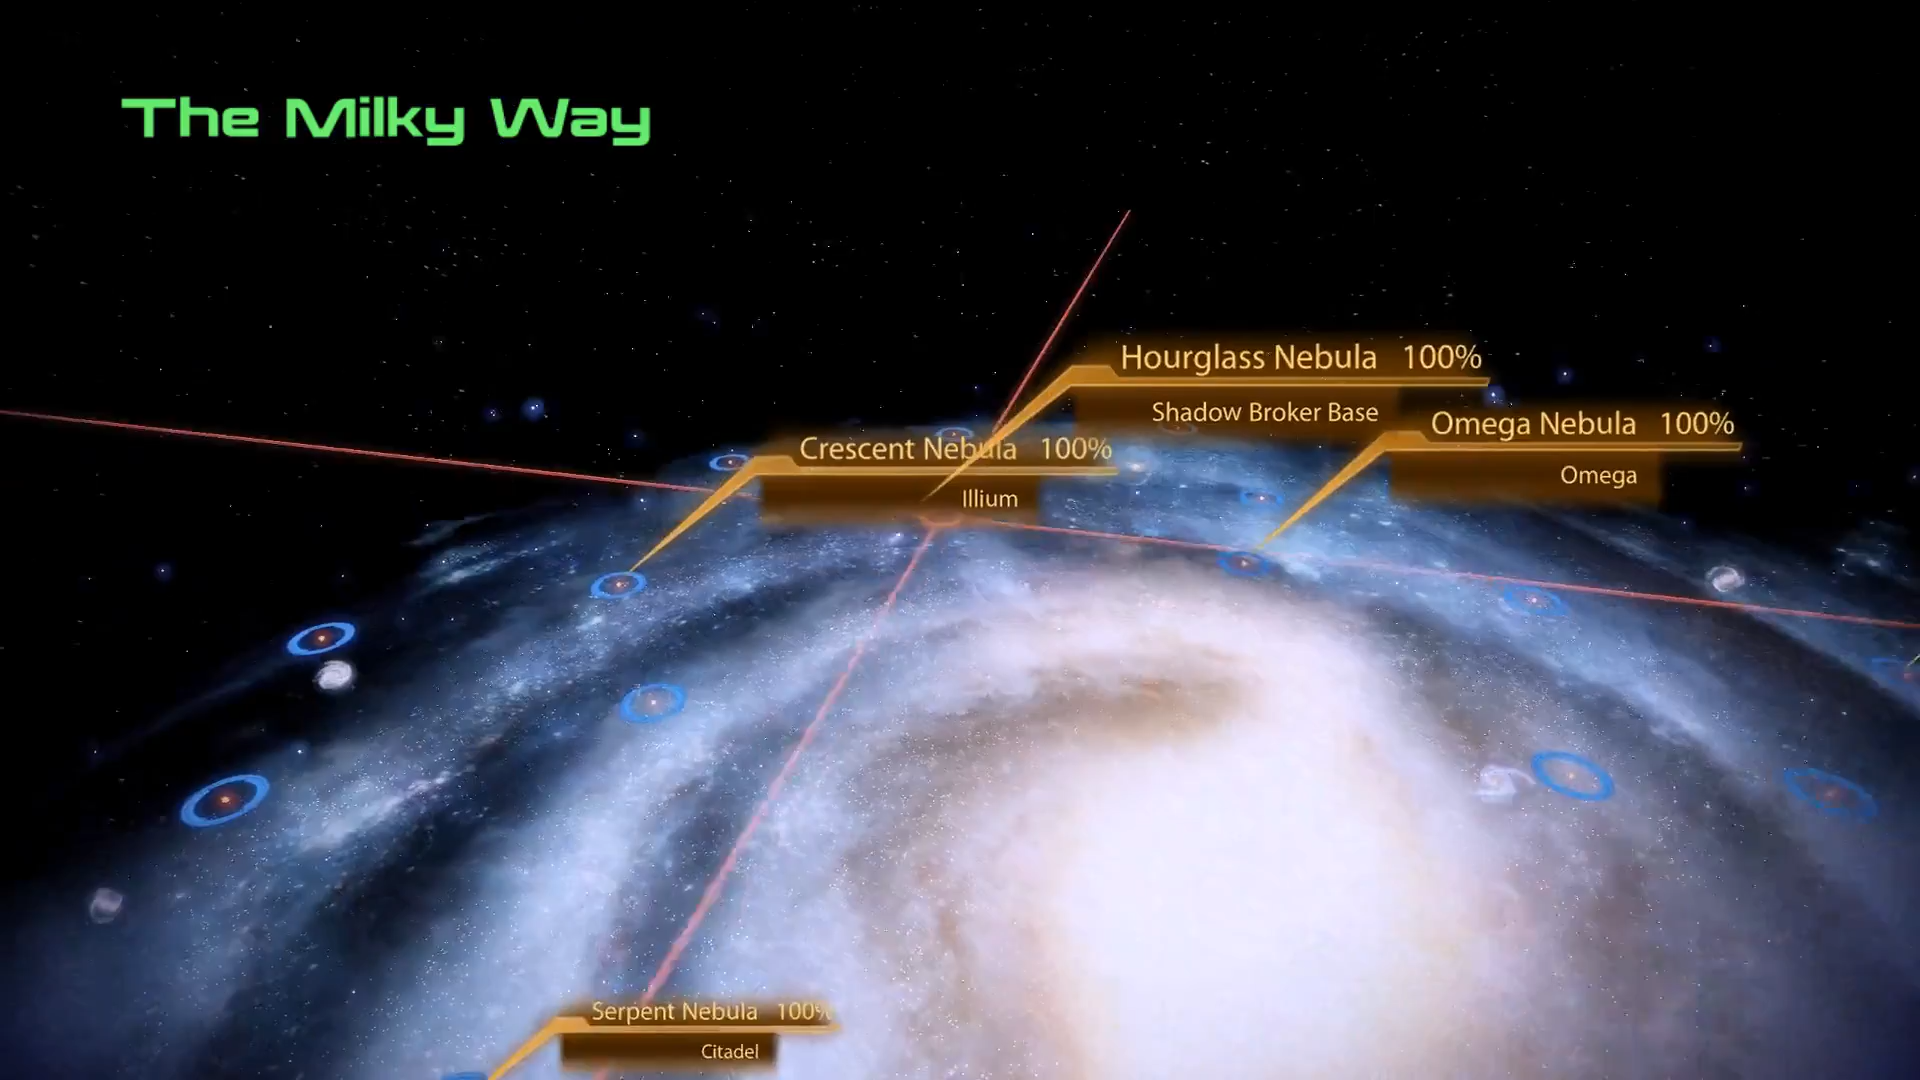 The Milky Way
Hourglass Nebula 100%
Shadow Broker Base
Omega Nebula 100%
Omega
Crescent Nebula 100%
Illium
Serpent Nebula 100%
Citadel